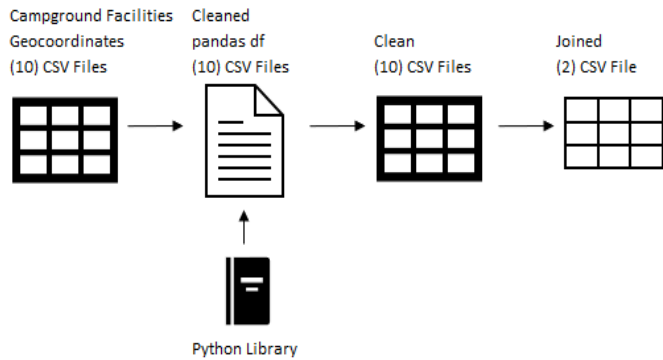 Campground Facilities
Geocoordinates
(10) CSV Files
Cleaned
pandas df
(10) CSV Files
Clean
(10) CSV Files
Joined
(2) CSV File
Python Library